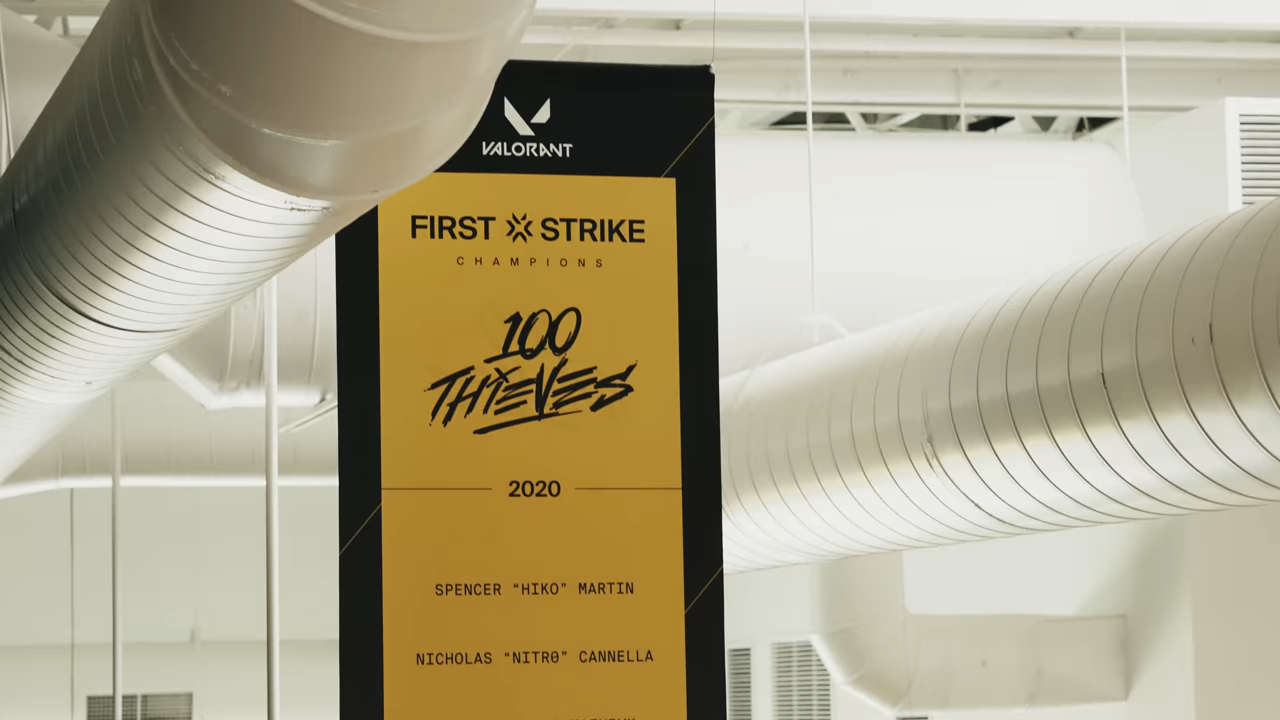 VALORANT
FIRST STRIKE
CHAMPIONS
100
THIEVES
2020
SPENCER “HIKO” MARTIN
NICHOLAS “NITR0” CANNELLA